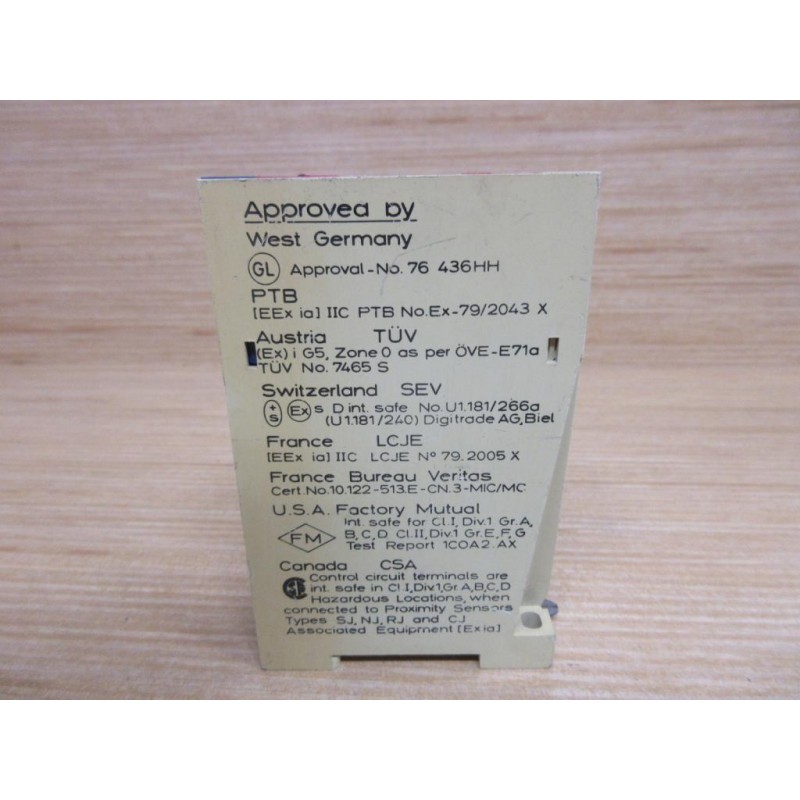 Approved by
West Germany
GL Approval-No. 76 436HH
PTB
[EEx ia] IIC PTB No.Ex-79/2043 X
Austria TÜV
(Ex) i G5, Zone 0 as per ÖVE-E71a
TÜV No. 7465 S
Switzerland SEV
+S Ex s D int. safe No. U1.181/266a
(U1.181/240) Digitrade AG, Biel
France LCJE
[EEx ia] IIC LCJE N° 79.2005 X
France Bureau Veritas
Cert.No.10.122-513.E-CN.3-MIC/MC
U.S.A. Factory Mutual
Int. safe for Cl.I, Div.1 Gr.A,
FM B,C,D Cl.II,Div.1 Gr.E,F,G
Test Report 1COA2.AX
Canada CSA
Control circuit terminals are
int. safe in Cl.I,Div.1,Gr.A,B,C,D
Hazardous Locations, when
connected to Proximity Sensors
Types SJ, NJ, RJ and CJ
Associated Equipment [Exia]